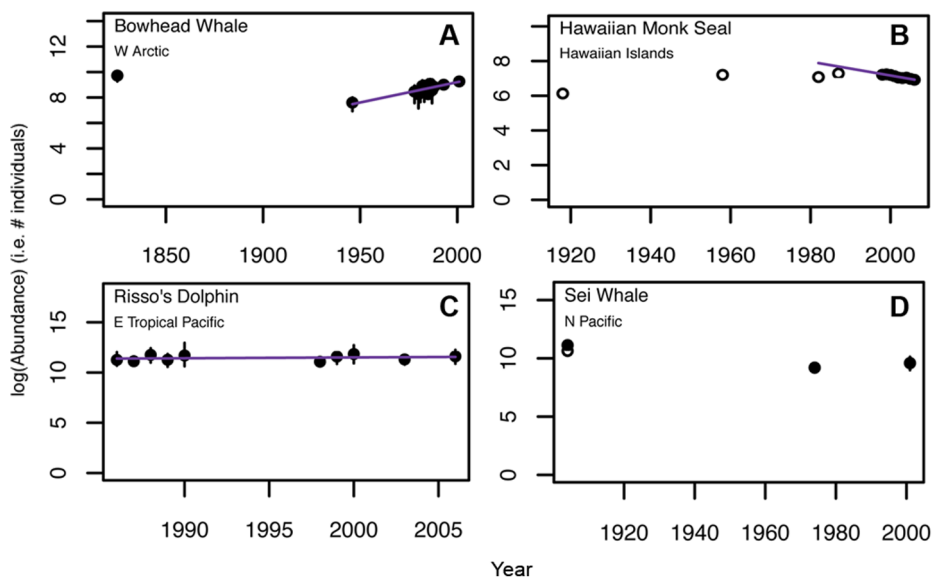 Bowhead Whale
A
W Arctic
12
8
4
0
1850 1900 1950 2000
Hawaiian Monk Seal
B
Hawaiian Islands
8
6
4
2
0
1920 1940 1960 1980 2000
log(Abundance) (i.e. # individuals)
Risso's Dolphin
C
E Tropical Pacific
15
10
5
0
1990 1995 2000 2005
Sei Whale
D
N Pacific
15
10
5
0
1920 1940 1960 1980 2000
Year